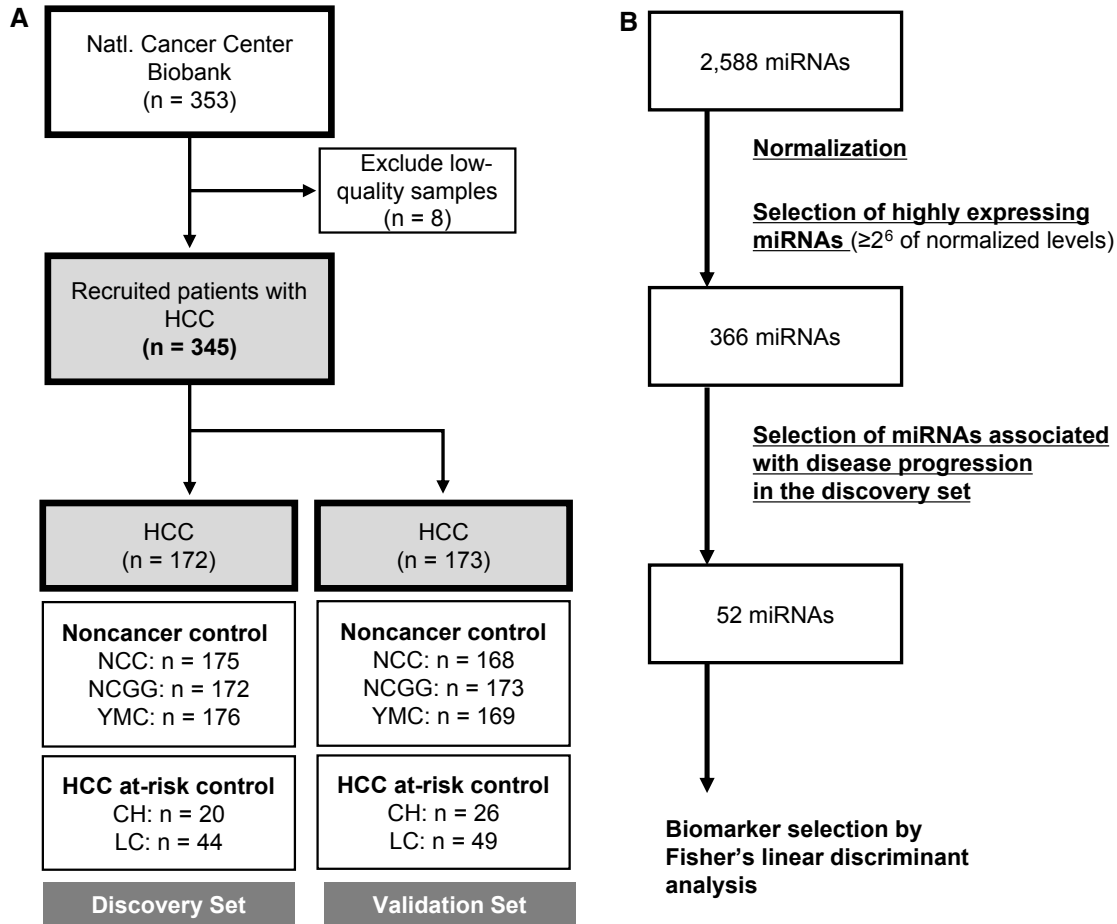 A
Natl. Cancer Center
Biobank
(n = 353)
Exclude low-
quality samples
(n = 8)
Recruited patients with
HCC
(n = 345)
HCC
(n = 172)
HCC
(n = 173)
Noncancer control
NCC: n = 175
NCGG: n = 172
YMC: n = 176
Noncancer control
NCC: n = 168
NCGG: n = 173
YMC: n = 169
HCC at-risk control
CH: n = 20
LC: n = 44
HCC at-risk control
CH: n = 26
LC: n = 49
Discovery Set
Validation Set
B
2,588 miRNAs
Normalization
Selection of highly expressing
miRNAs (≥2⁶ of normalized levels)
366 miRNAs
Selection of miRNAs associated
with disease progression
in the discovery set
52 miRNAs
Biomarker selection by
Fisher's linear discriminant
analysis